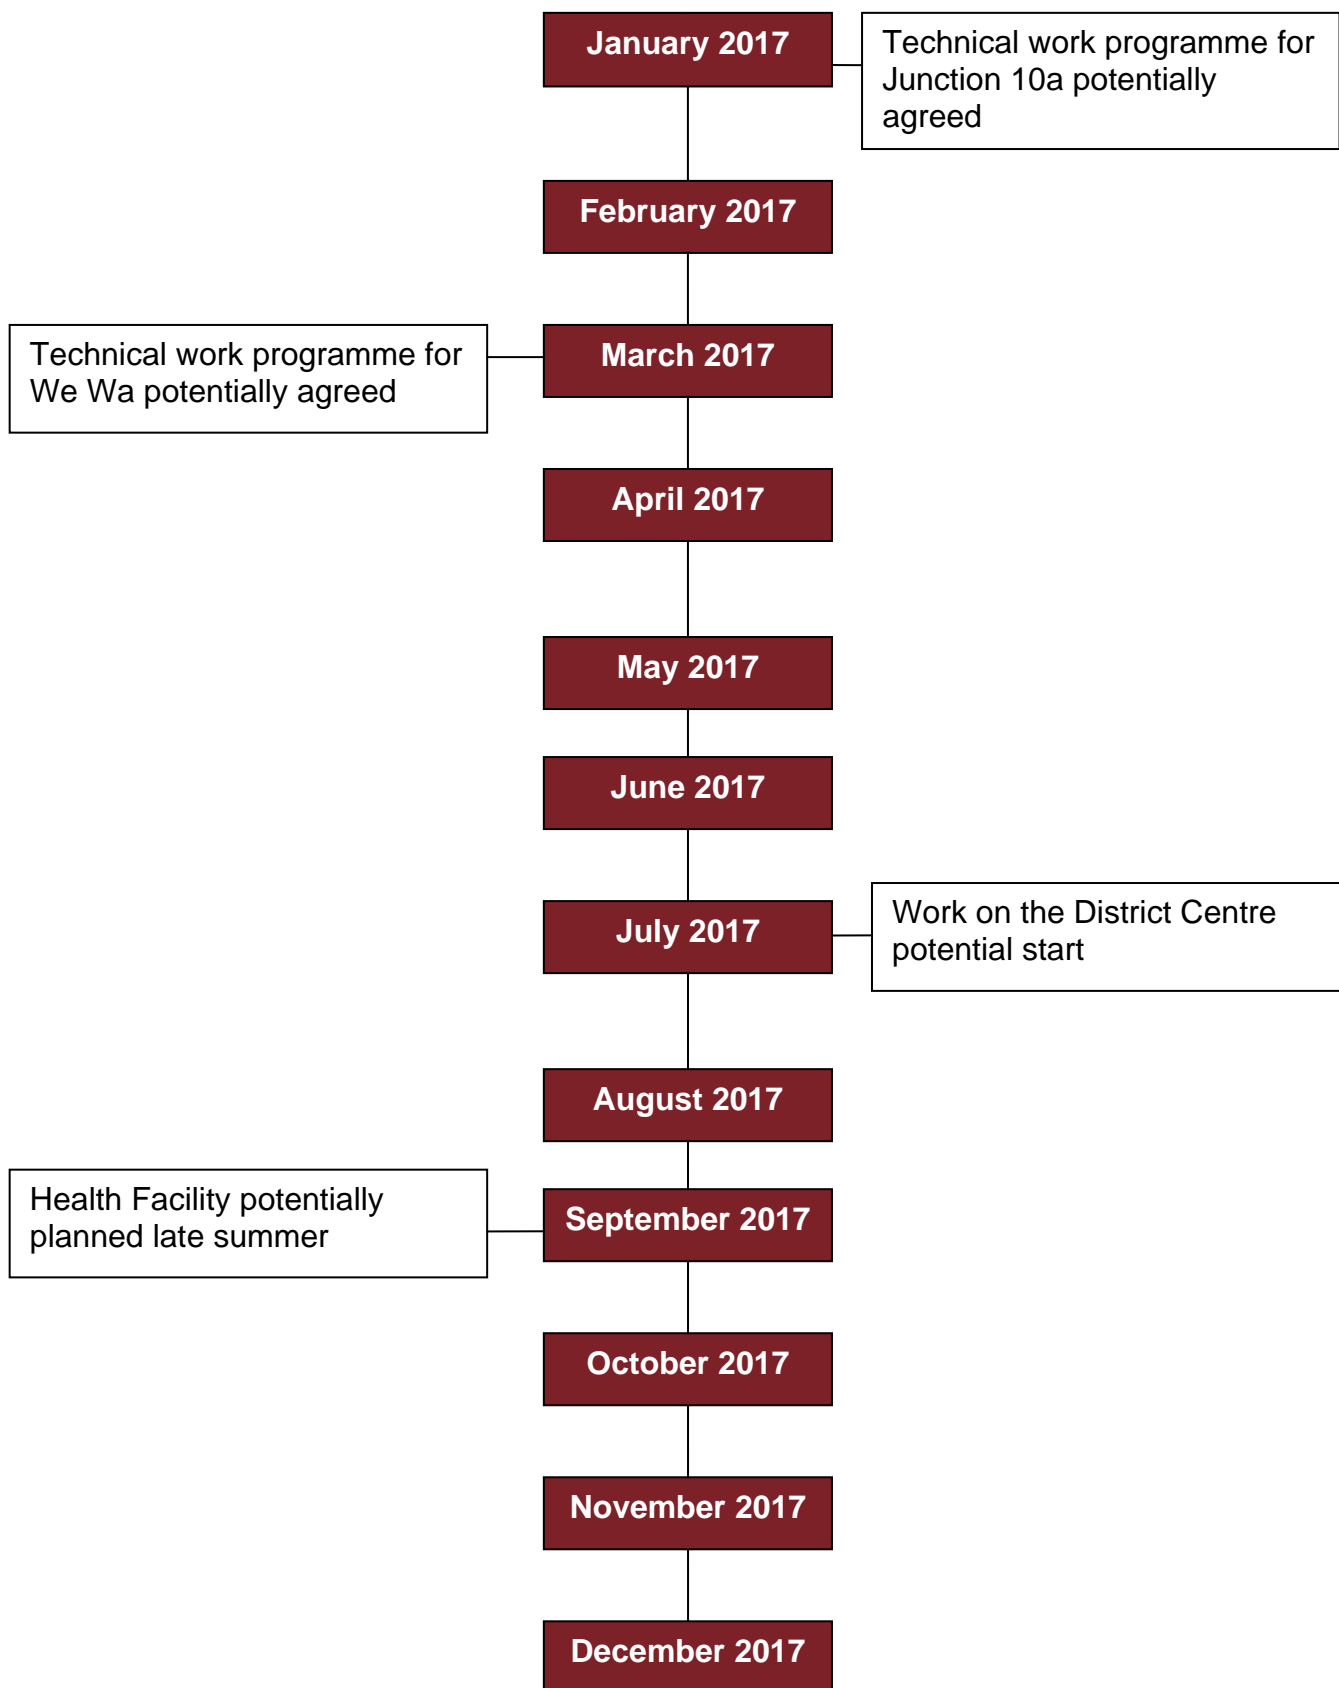 January 2017
Technical work programme for
Junction 10a potentially
agreed
February 2017
Technical work programme for
We Wa potentially agreed
March 2017
April 2017
May 2017
June 2017
July 2017
Work on the District Centre
potential start
August 2017
Health Facility potentially
planned late summer
September 2017
October 2017
November 2017
December 2017